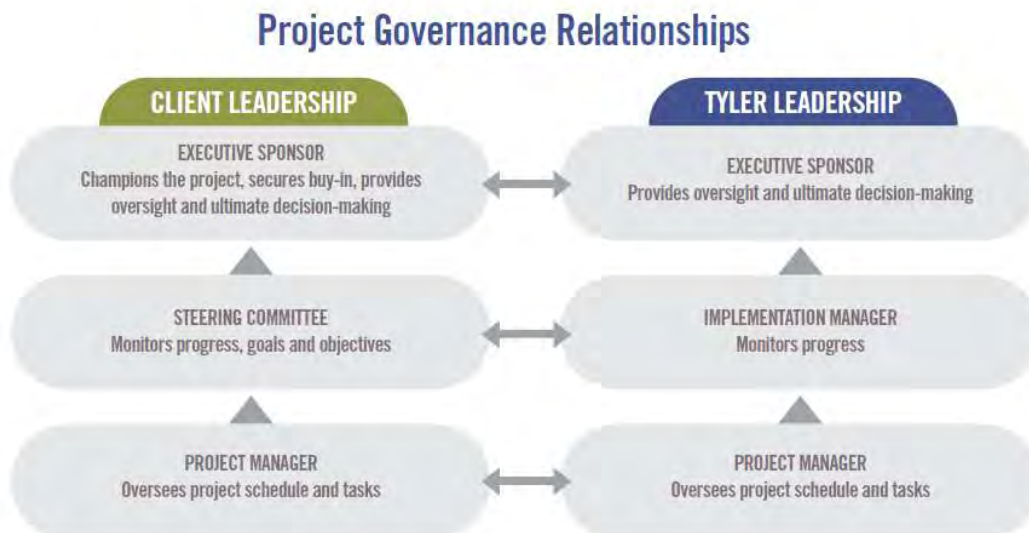 Project Governance Relationships
CLIENT LEADERSHIP
EXECUTIVE SPONSOR
Champions the project, secures buy-in, provides
oversight and ultimate decision-making
STEERING COMMITTEE
Monitors progress, goals and objectives
PROJECT MANAGER
Oversees project schedule and tasks
TYLER LEADERSHIP
EXECUTIVE SPONSOR
Provides oversight and ultimate decision-making
IMPLEMENTATION MANAGER
Monitors progress
PROJECT MANAGER
Oversees project schedule and tasks